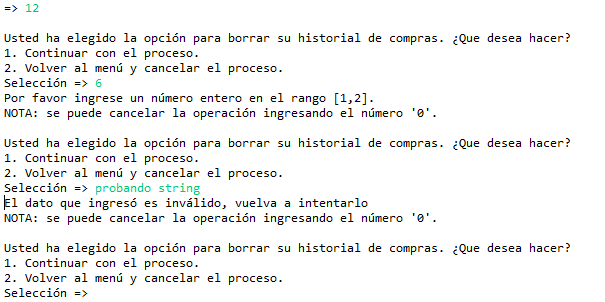 => 12
Usted ha elegido la opción para borrar su historial de compras. ¿Que desea hacer?
1. Continuar con el proceso.
2. Volver al menú y cancelar el proceso.
Selección => 6
Por favor ingrese un número entero en el rango [1,2].
NOTA: se puede cancelar la operación ingresando el número '0'.
Usted ha elegido la opción para borrar su historial de compras. ¿Que desea hacer?
1. Continuar con el proceso.
2. Volver al menú y cancelar el proceso.
Selección => probando string
El dato que ingresó es inválido, vuelva a intentarlo
NOTA: se puede cancelar la operación ingresando el número '0'.
Usted ha elegido la opción para borrar su historial de compras. ¿Que desea hacer?
1. Continuar con el proceso.
2. Volver al menú y cancelar el proceso.
Selección =>